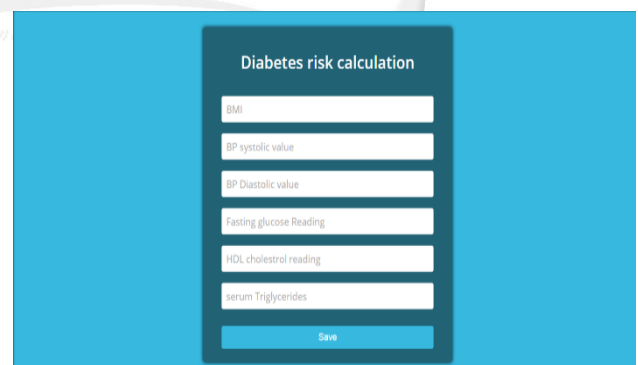 Diabetes risk calculation
BMI
BP systolic value
BP Diastolic value
Fasting glucose Reading
HDL cholestrol reading
serum Triglycerides
Save